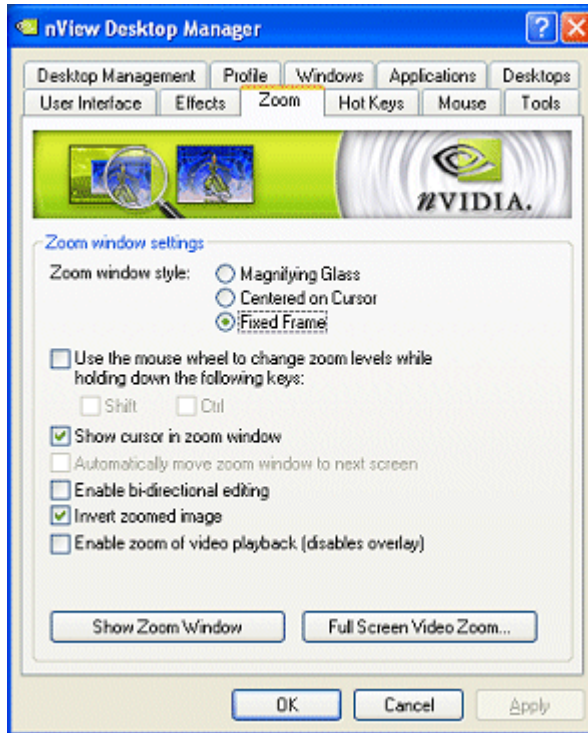 nView Desktop Manager
Desktop Management Profile Windows Applications Desktops
User Interface Effects Zoom Hot Keys Mouse Tools
nVIDIA.
Zoom window settings
Zoom window style: Magnifying Glass
Centered on Cursor
Fixed Frame
Use the mouse wheel to change zoom levels while
holding down the following keys:
Shift Ctrl
Show cursor in zoom window
Automatically move zoom window to next screen
Enable bi-directional editing
Invert zoomed image
Enable zoom of video playback (disables overlay)
Show Zoom Window Full Screen Video Zoom...
OK Cancel Apply